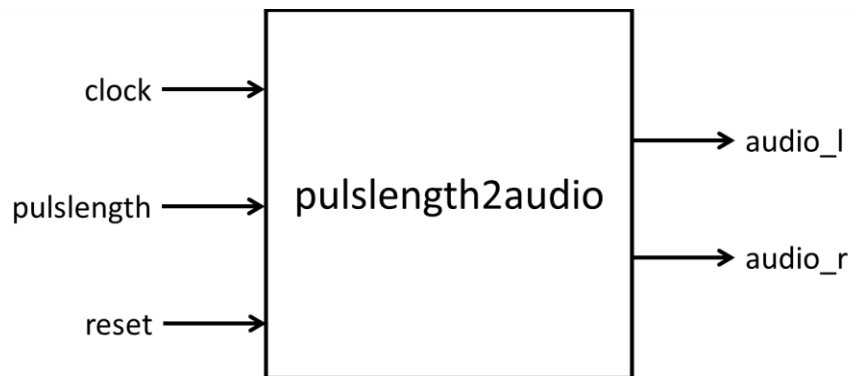 clock
pulslength
reset
pulslength2audio
audio_l
audio_r